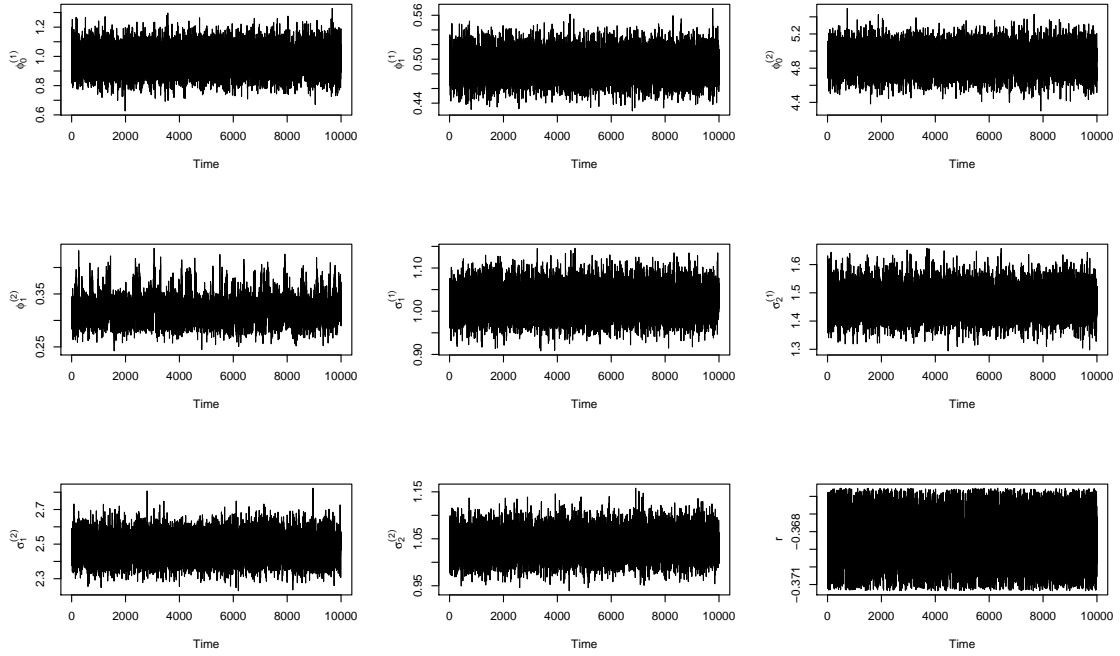 ϕ₀⁽¹⁾
0.6 0.8 1.0 1.2
0 2000 4000 6000 8000 10000
Time
ϕ₁⁽¹⁾
0.44 0.50 0.56
0 2000 4000 6000 8000 10000
Time
ϕ₀⁽²⁾
4.4 4.8 5.2
0 2000 4000 6000 8000 10000
Time
ϕ₁⁽²⁾
0.25 0.35
0 2000 4000 6000 8000 10000
Time
σ₁⁽¹⁾
0.90 1.00 1.10
0 2000 4000 6000 8000 10000
Time
σ₂⁽¹⁾
1.3 1.4 1.5 1.6
0 2000 4000 6000 8000 10000
Time
σ₁⁽²⁾
2.3 2.5 2.7
0 2000 4000 6000 8000 10000
Time
σ₂⁽²⁾
0.95 1.05 1.15
0 2000 4000 6000 8000 10000
Time
r
−0.371 −0.368
0 2000 4000 6000 8000 10000
Time